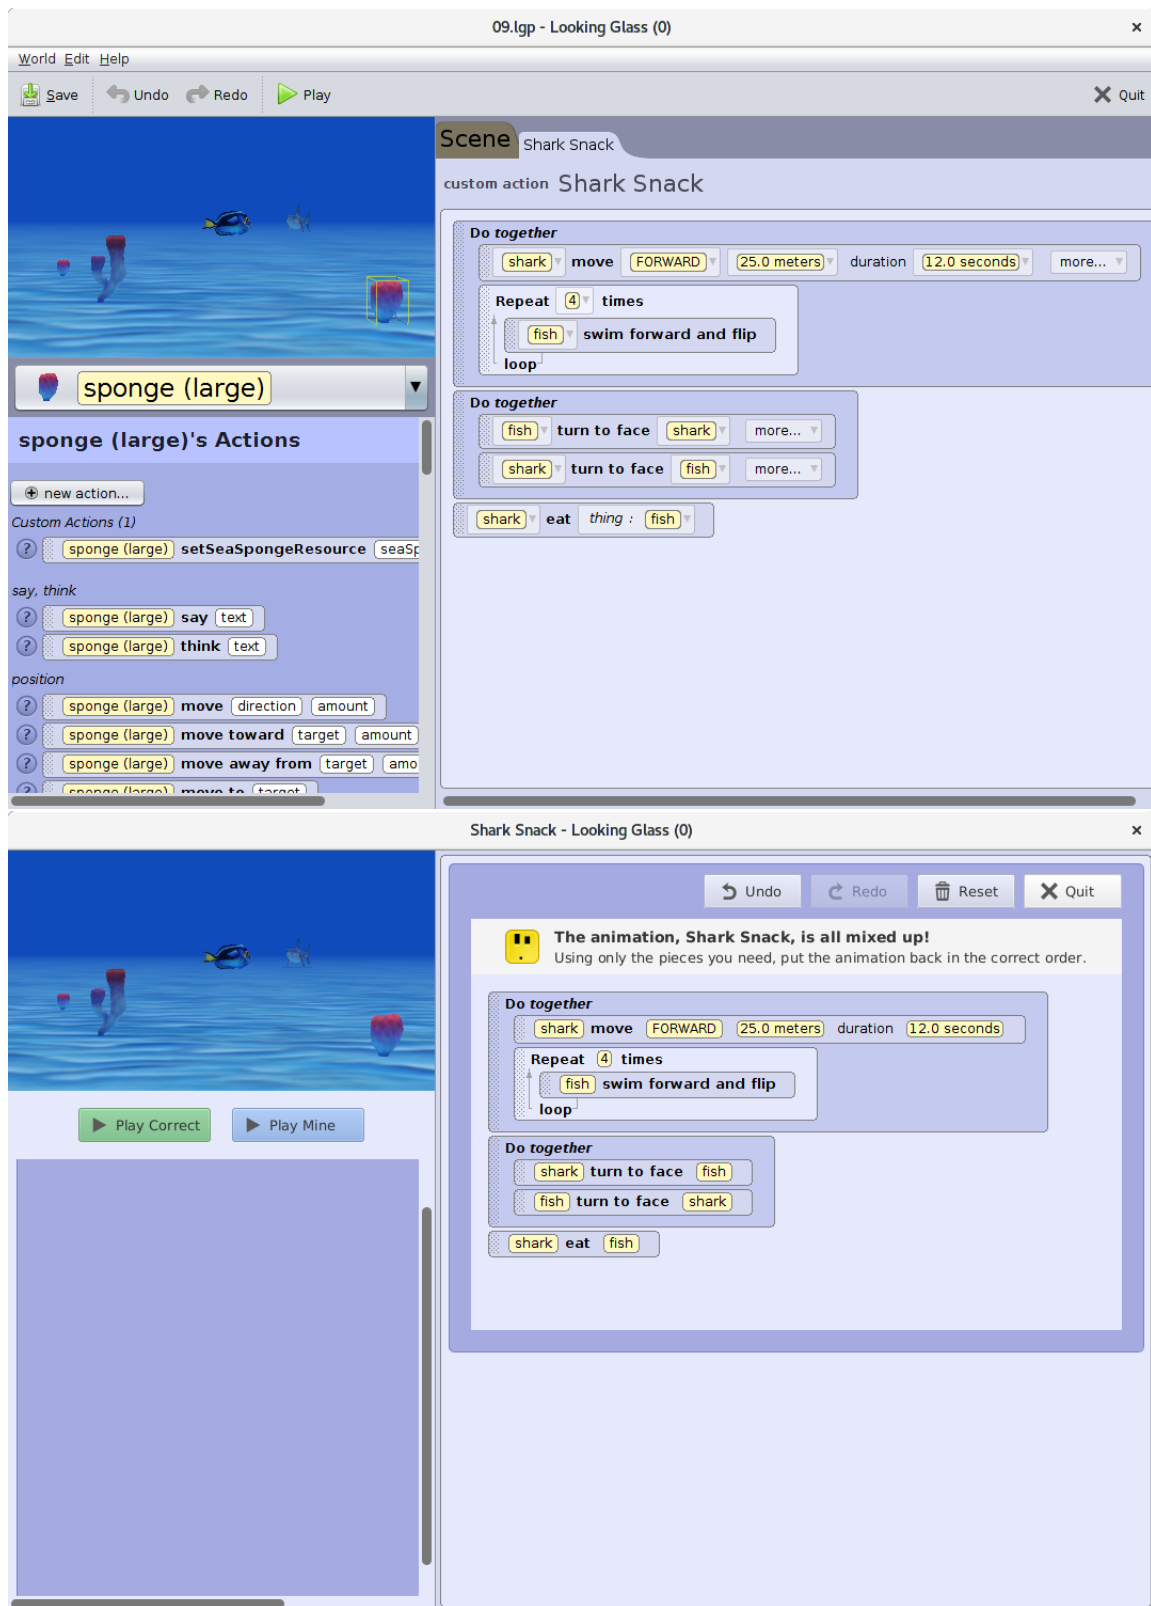 09.lgp - Looking Glass (0) ×
World Edit Help
Save Undo Redo Play Quit
Scene Shark Snack
custom action Shark Snack
Do together
shark move FORWARD 25.0 meters duration 12.0 seconds more...
Repeat 4 times
fish swim forward and flip
loop
Do together
fish turn to face shark more...
shark turn to face fish more...
shark eat thing : fish
sponge (large)
sponge (large)'s Actions
new action...
Custom Actions (1)
? sponge (large) setSeaSpongeResource seaSp
say, think
? sponge (large) say text
? sponge (large) think text
position
? sponge (large) move direction amount
? sponge (large) move toward target amount
? sponge (large) move away from target amo
? sponge (large) move to target
Shark Snack - Looking Glass (0) ×
Undo Redo Reset Quit
The animation, Shark Snack, is all mixed up!
Using only the pieces you need, put the animation back in the correct order.
Do together
shark move FORWARD 25.0 meters duration 12.0 seconds
Repeat 4 times
fish swim forward and flip
loop
Do together
shark turn to face fish
fish turn to face shark
shark eat fish
Play Correct Play Mine